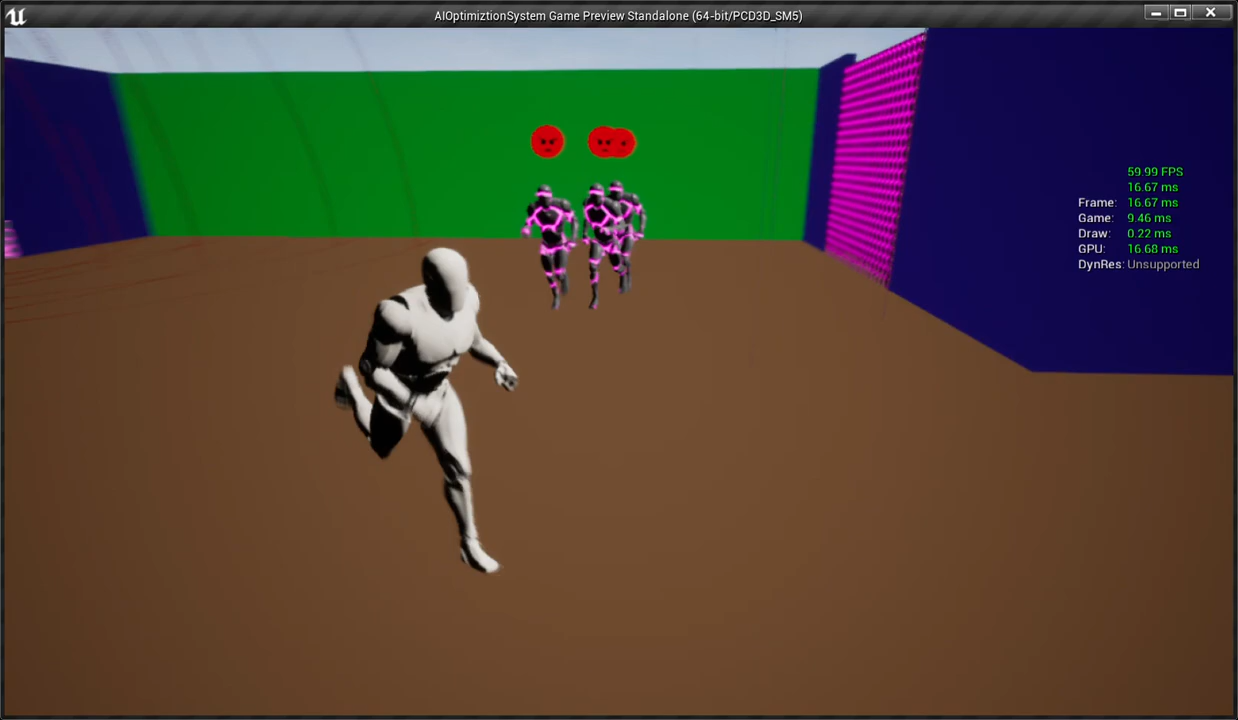 AIOptimiztionSystem Game Preview Standalone (64-bit/PCD3D_SM5)
59.99 FPS
16.67 ms
Frame: 16.67 ms
Game: 9.46 ms
Draw: 0.22 ms
GPU: 16.68 ms
DynRes: Unsupported